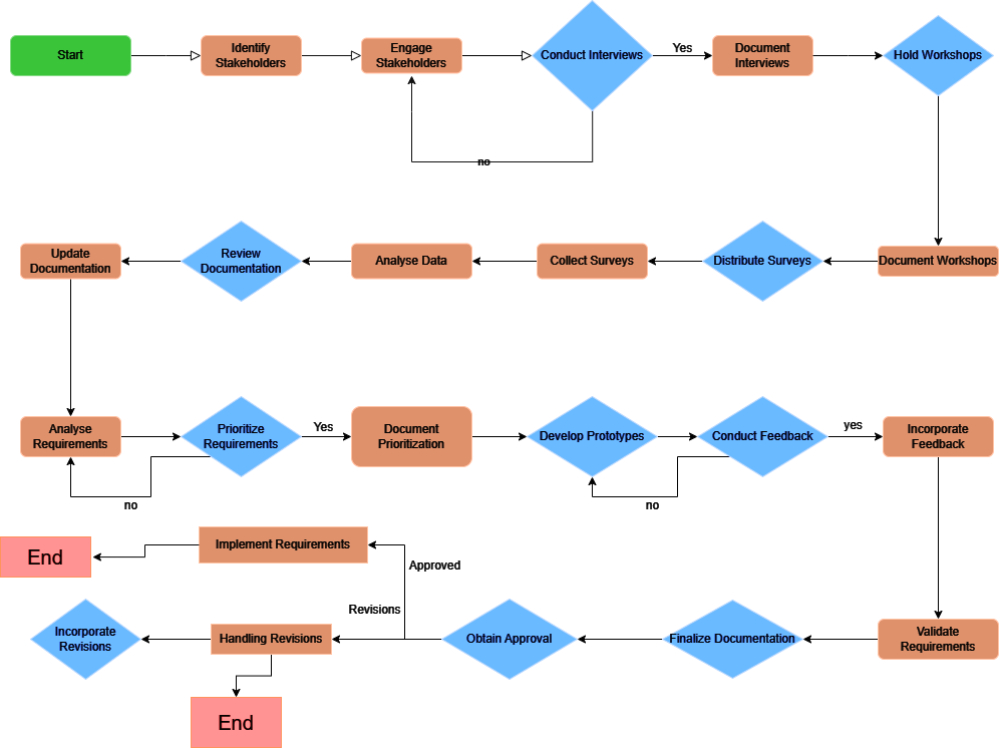 Start
Identify
Stakeholders
Engage
Stakeholders
Conduct Interviews
Yes
Document
Interviews
Hold Workshops
no
Update
Documentation
Review
Documentation
Analyse Data
Collect Surveys
Distribute Surveys
Document Workshops
Analyse
Requirements
Prioritize
Requirements
Yes
Document
Prioritization
Develop Prototypes
Conduct Feedback
yes
Incorporate
Feedback
no
no
End
Implement Requirements
Approved
Revisions
Incorporate
Revisions
Handling Revisions
Obtain Approval
Finalize Documentation
Validate
Requirements
End